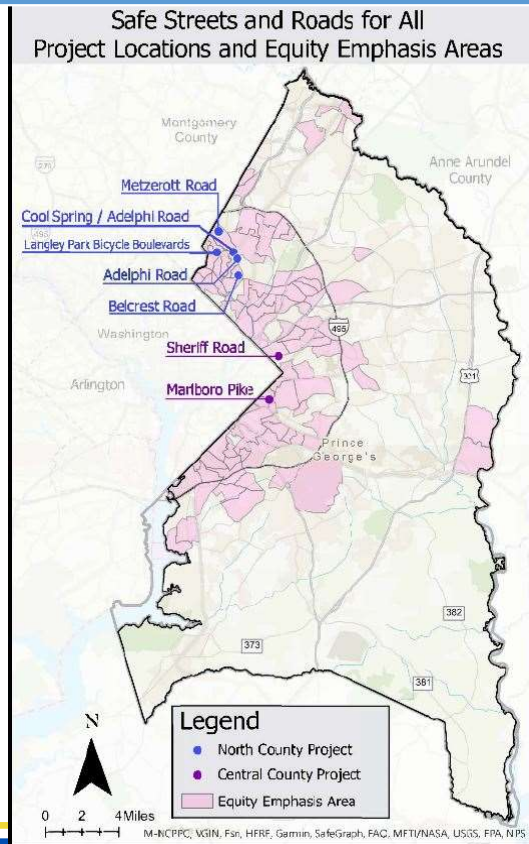 Safe Streets and Roads for All
Project Locations and Equity Emphasis Areas
Montgomery
County
270
Anne Arundel
County
Metzerott Road
Cool Spring / Adelphi Road
495
Langley Park Bicycle Boulevards
Adelphi Road
Belcrest Road
Washington
495
Sheriff Road
Arlington
301
Marlboro Pike
Prince
George's
382
373
381
N
Legend
North County Project
Central County Project
Equity Emphasis Area
0 2 4 Miles
M-NCPPC, VGIN, Esri, HERE, Garmin, SafeGraph, FAO, METI/NASA, USGS, EPA, NPS